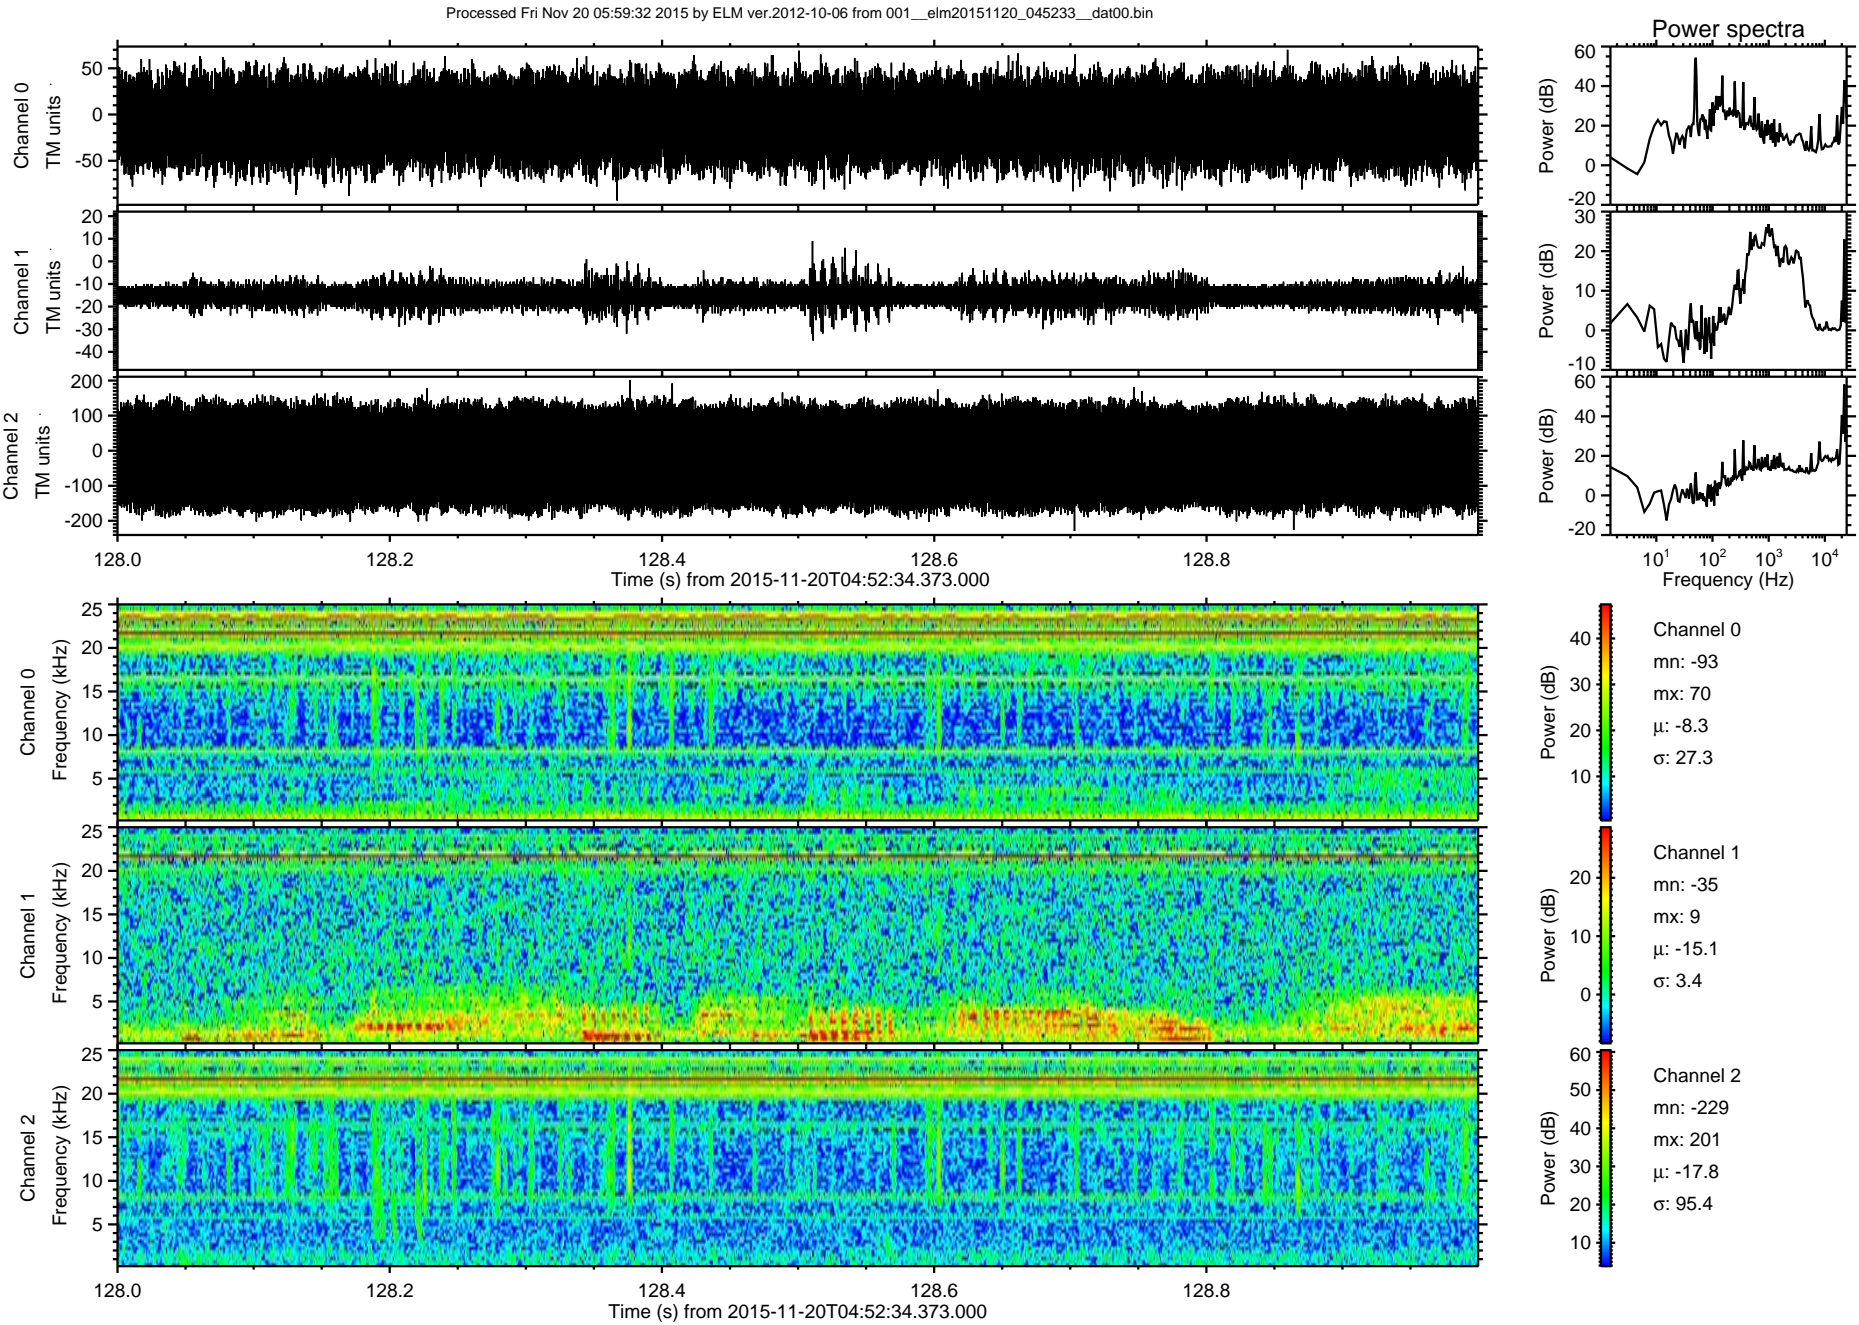 Processed Fri Nov 20 05:59:32 2015 by ELM ver.2012-10-06 from 001__elm20151120_045233__dat00.bin
Power spectra
Channel 0
TM units
50
0
-50
Power (dB)
60
40
20
0
-20
Channel 1
TM units
20
10
0
-10
-20
-30
-40
Power (dB)
30
20
10
0
-10
Channel 2
TM units
200
100
0
-100
-200
Power (dB)
60
40
20
0
-20
128.0 128.2 128.4 128.6 128.8
Time (s) from 2015-11-20T04:52:34.373.000
10^1 10^2 10^3 10^4
Frequency (Hz)
Channel 0
Frequency (kHz)
25
20
15
10
5
Power (dB)
40
30
20
10
Channel 0
mn: -93
mx: 70
μ: -8.3
σ: 27.3
Channel 1
Frequency (kHz)
25
20
15
10
5
Power (dB)
20
10
0
Channel 1
mn: -35
mx: 9
μ: -15.1
σ: 3.4
Channel 2
Frequency (kHz)
25
20
15
10
5
Power (dB)
60
50
40
30
20
10
Channel 2
mn: -229
mx: 201
μ: -17.8
σ: 95.4
128.0 128.2 128.4 128.6 128.8
Time (s) from 2015-11-20T04:52:34.373.000